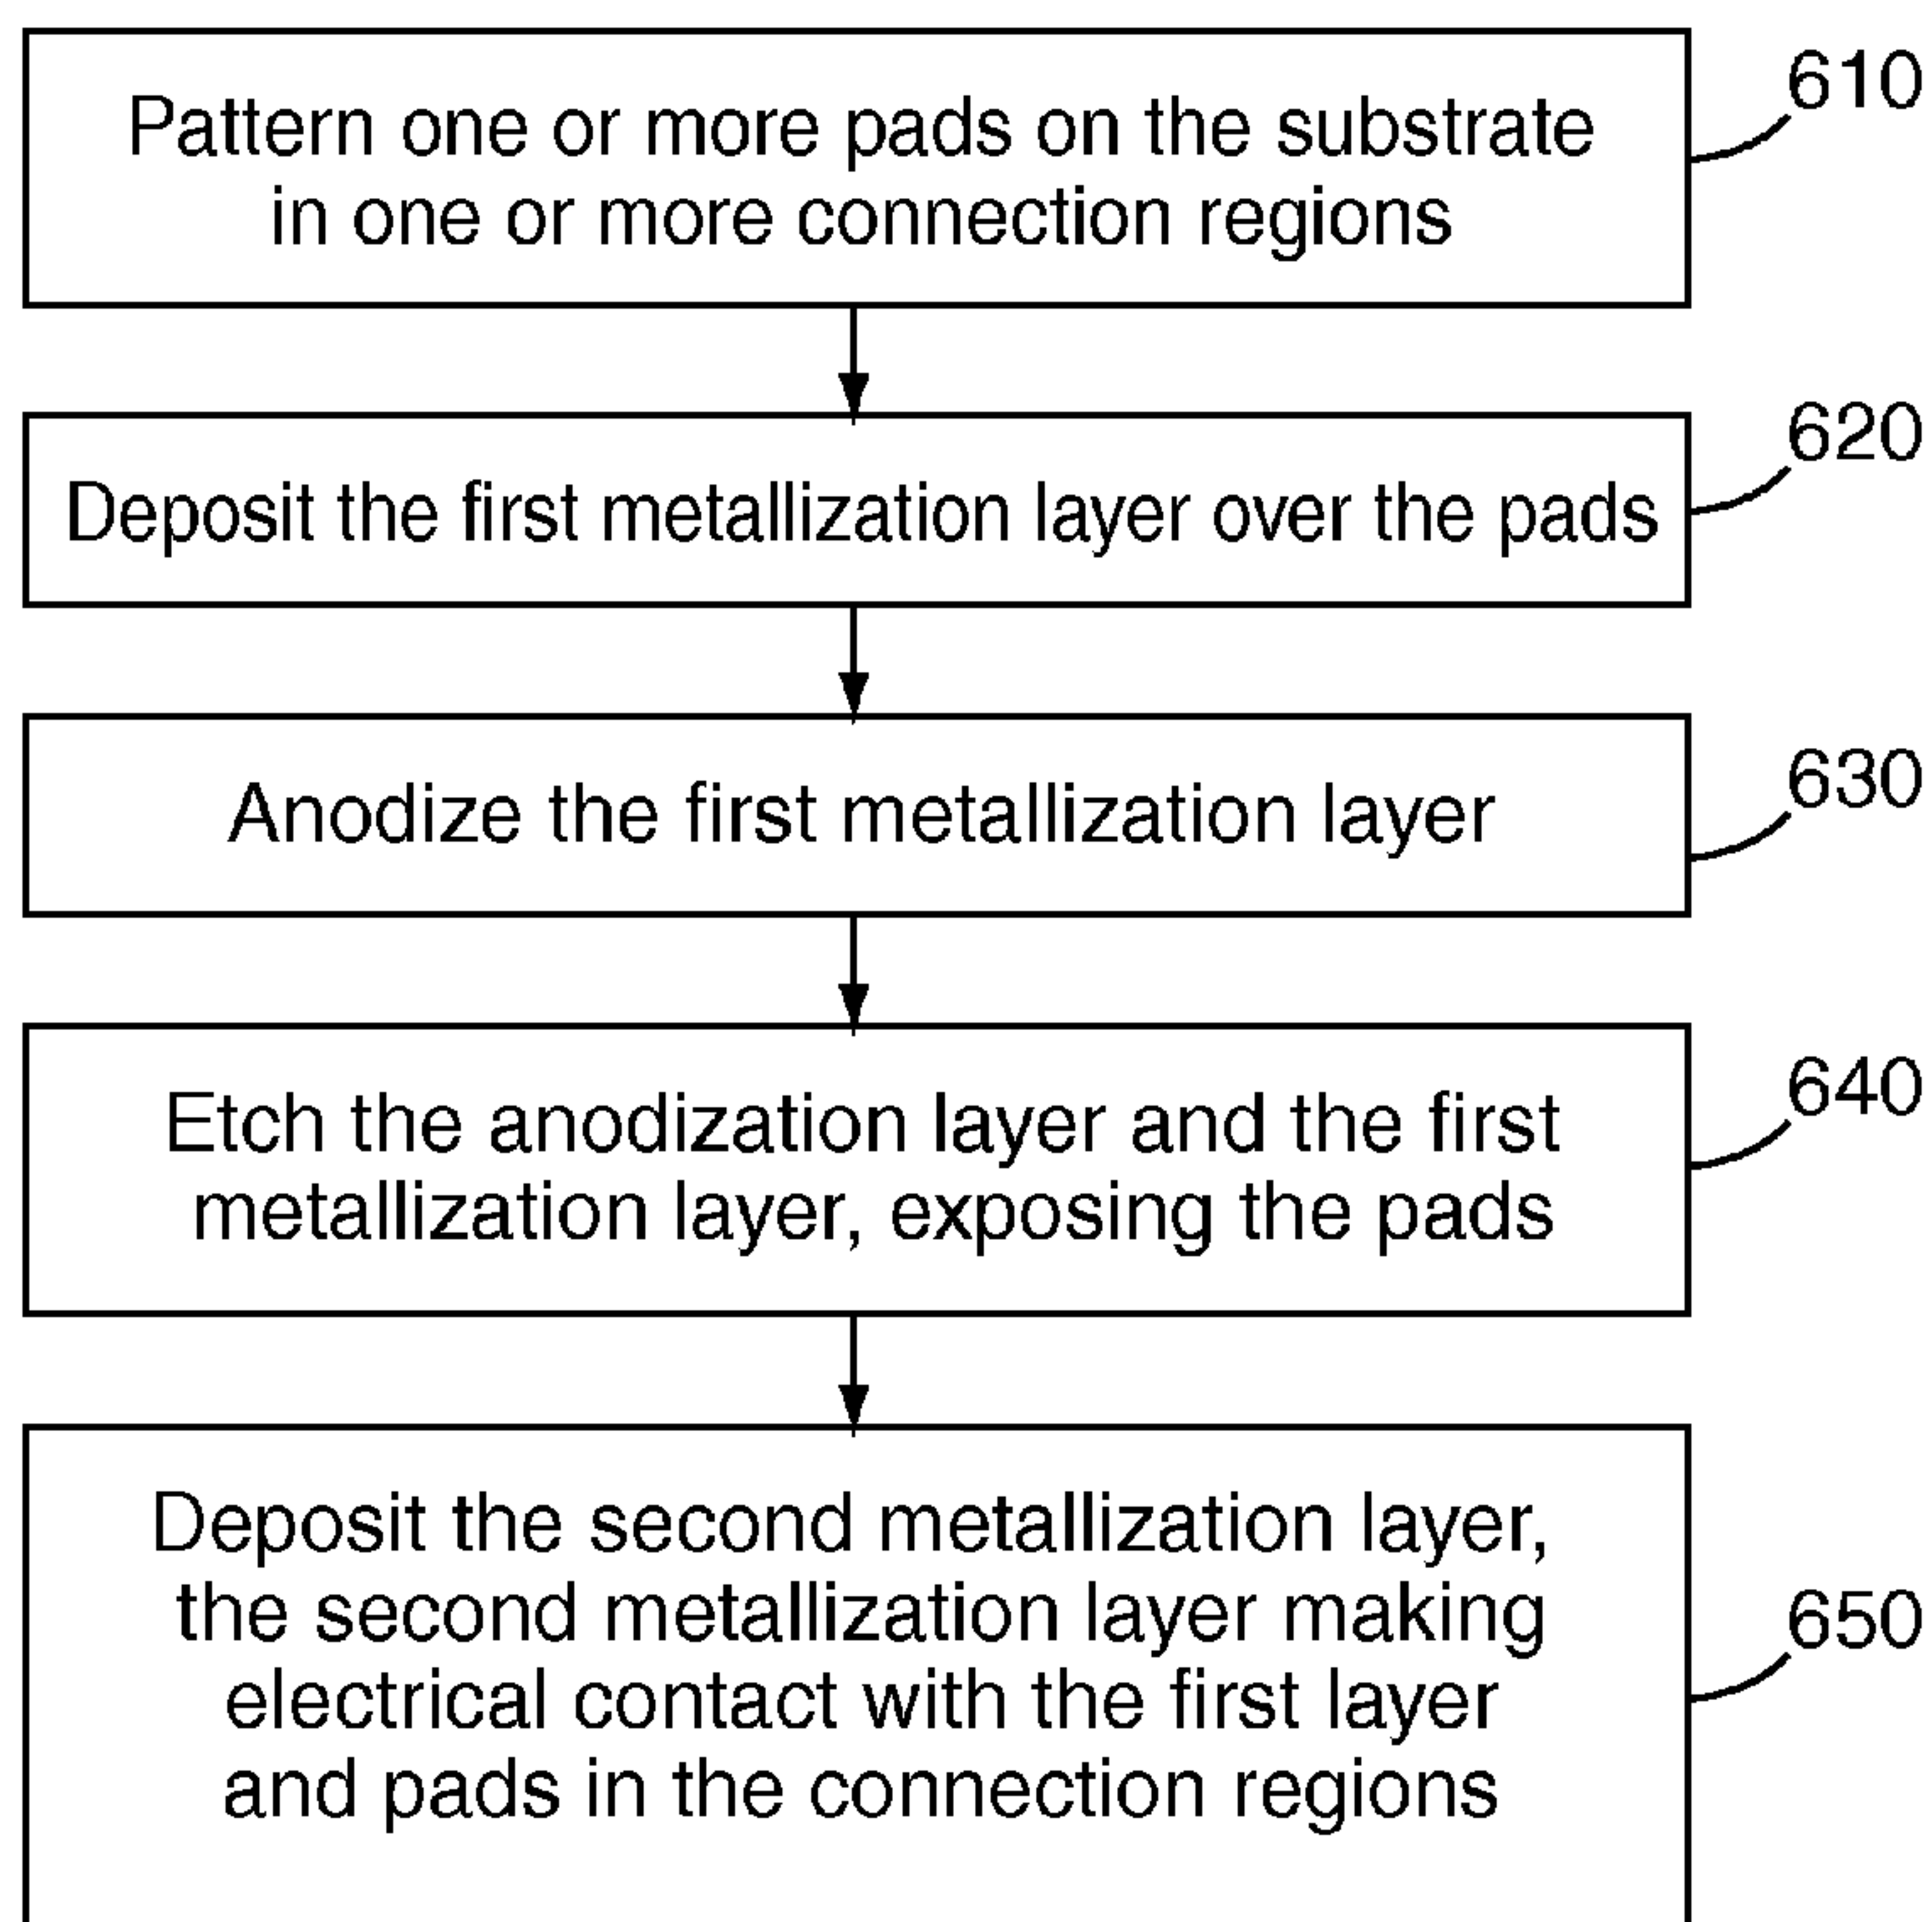 610
Pattern one or more pads on the substrate
in one or more connection regions
620
Deposit the first metallization layer over the pads
630
Anodize the first metallization layer
640
Etch the anodization layer and the first
metallization layer, exposing the pads
Deposit the second metallization layer,
the second metallization layer making
650
electrical contact with the first layer
and pads in the connection regions